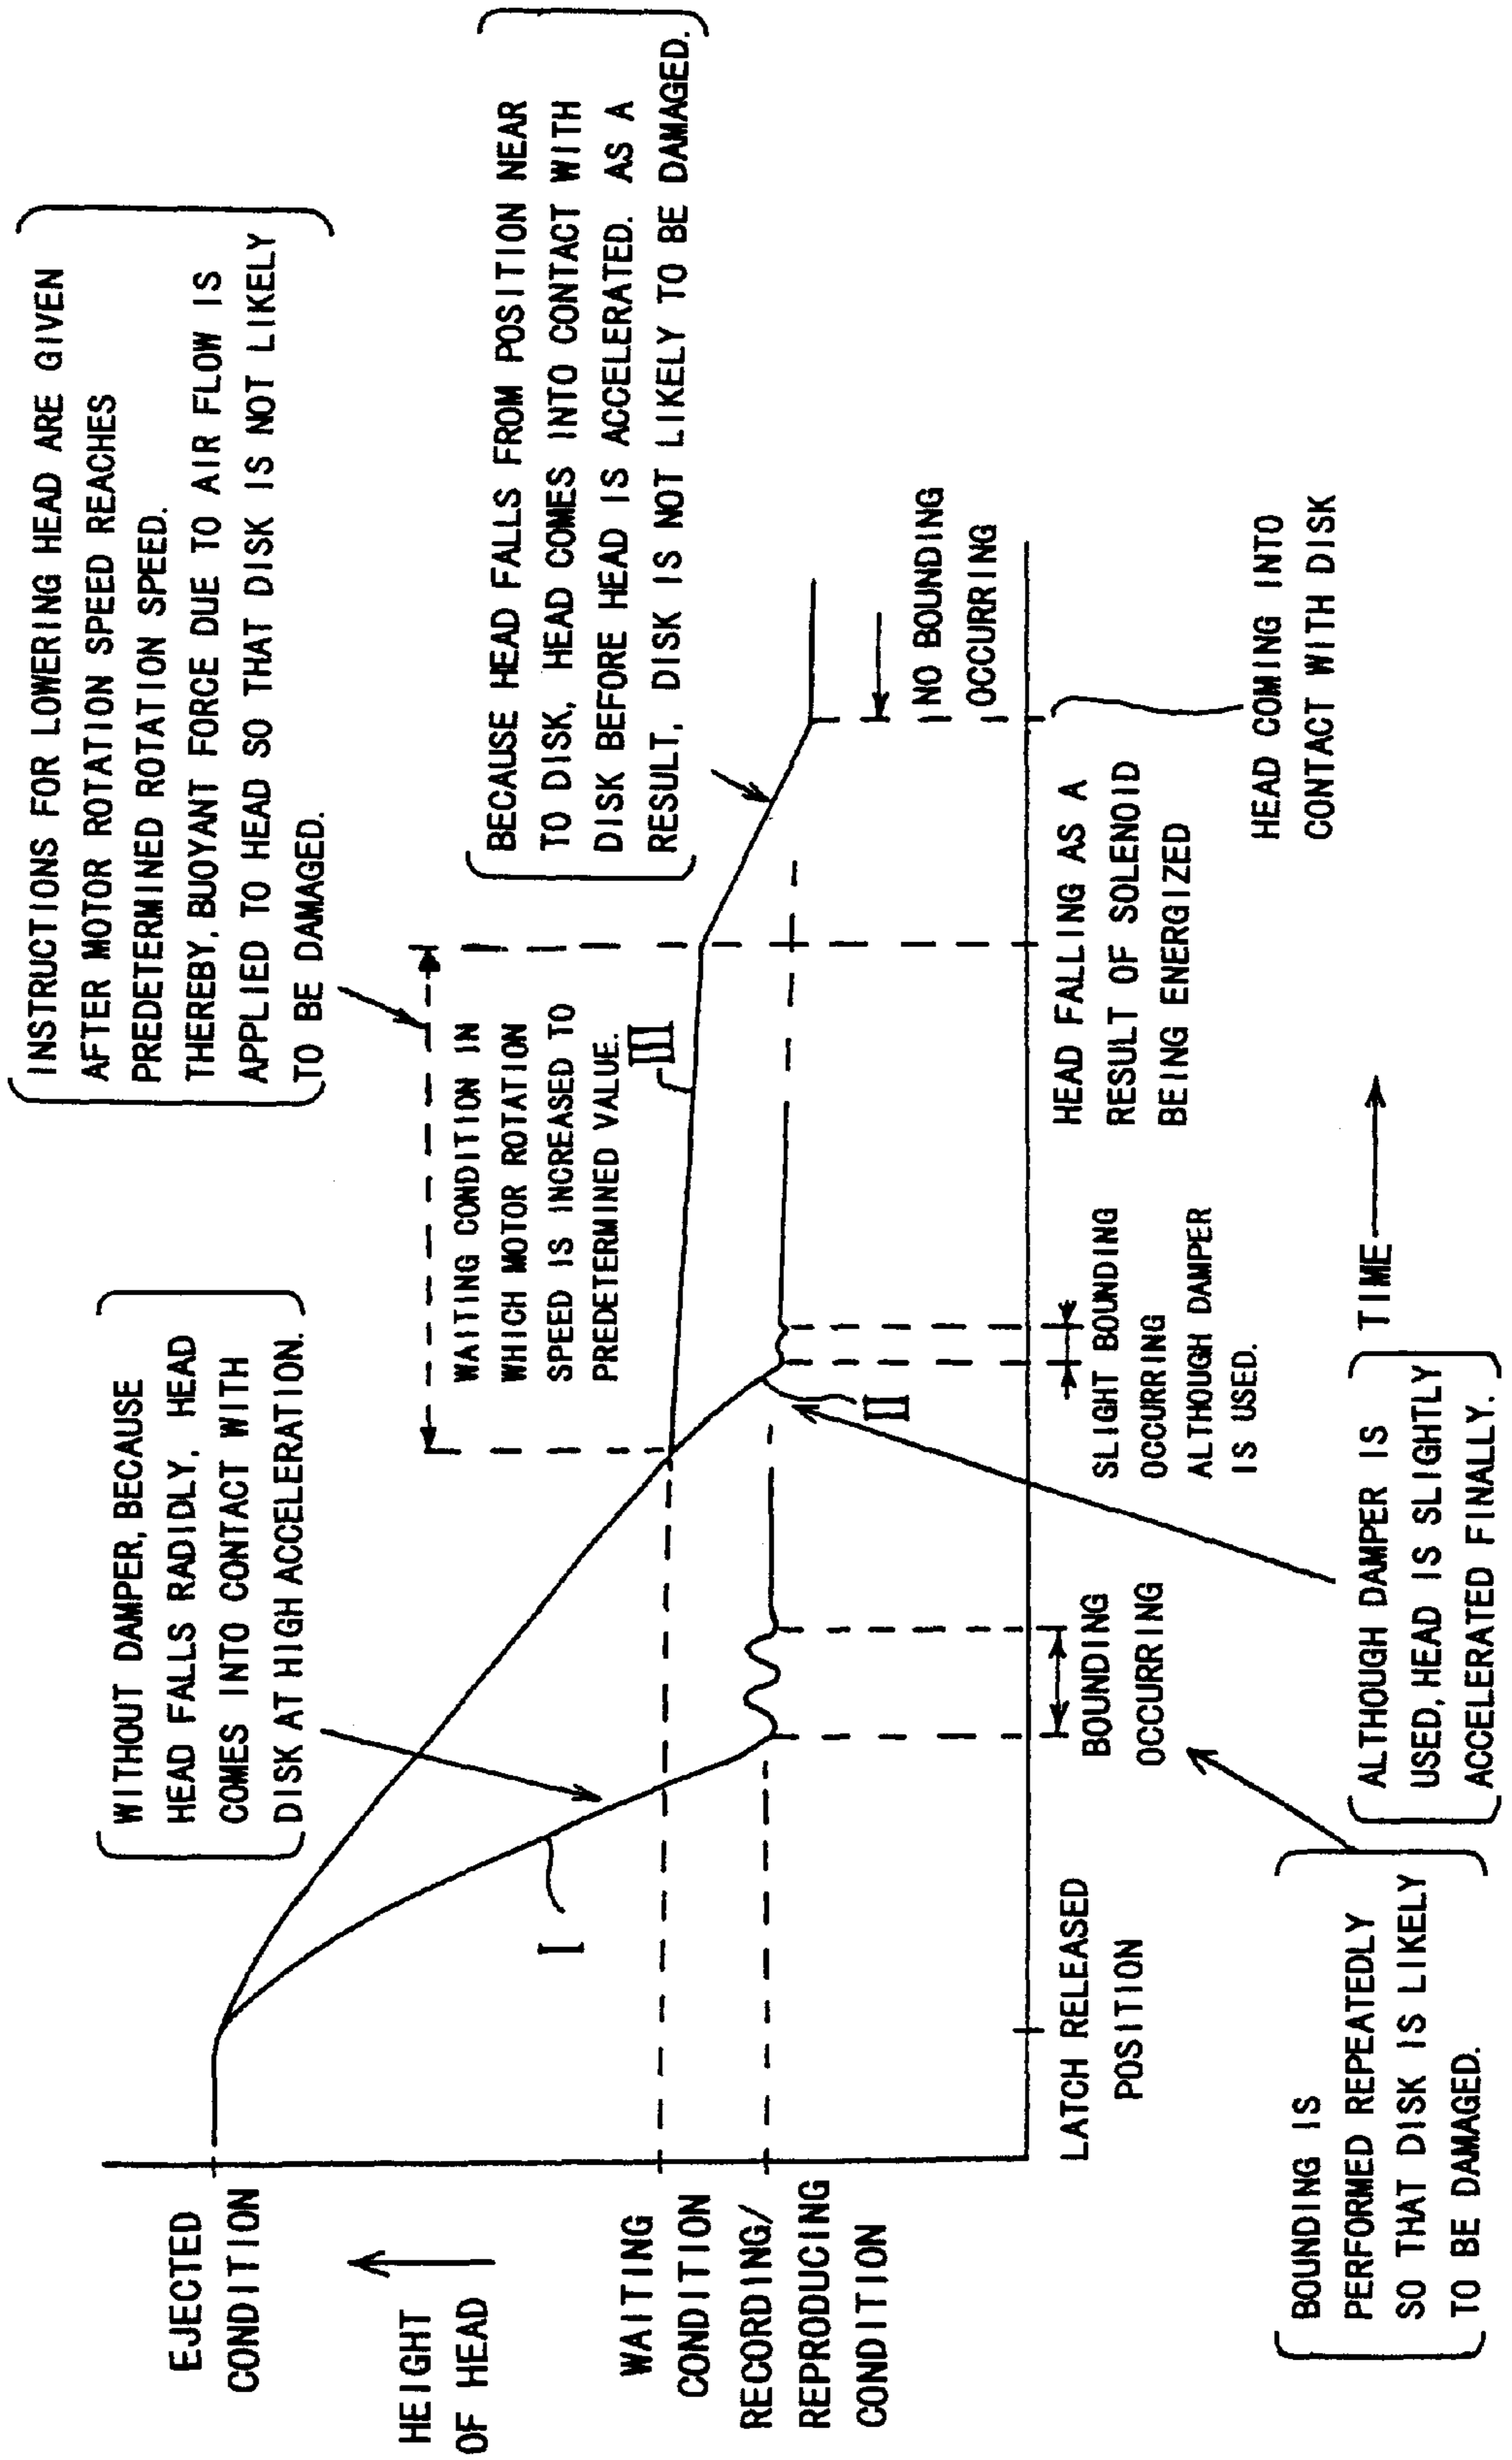 INSTRUCTIONS FOR LOWERING HEAD ARE GIVEN
AFTER MOTOR ROTATION SPEED REACHES
PREDETERMINED ROTATION SPEED.
THEREBY, BUOYANT FORCE DUE TO AIR FLOW IS
APPLIED TO HEAD SO THAT DISK IS NOT LIKELY
TO BE DAMAGED.
WITHOUT DAMPER, BECAUSE
HEAD FALLS RADIDLY, HEAD
COMES INTO CONTACT WITH
DISK AT HIGH ACCELERATION.
BECAUSE HEAD FALLS FROM POSITION NEAR
TO DISK, HEAD COMES INTO CONTACT WITH
DISK BEFORE HEAD IS ACCELERATED. AS A
RESULT, DISK IS NOT LIKELY TO BE DAMAGED.
WAITING CONDITION IN
WHICH MOTOR ROTATION
SPEED IS INCREASED TO
PREDETERMINED VALUE.
EJECTED
CONDITION
HEIGHT
OF HEAD
WAITING
CONDITION
RECORDING/
REPRODUCING
CONDITION
I
II
III
NO BOUNDING
OCCURRING
LATCH RELEASED
POSITION
BOUNDING
OCCURRING
SLIGHT BOUNDING
OCCURRING
ALTHOUGH DAMPER
IS USED.
HEAD FALLING AS A
RESULT OF SOLENOID
BEING ENERGIZED
HEAD COMING INTO
CONTACT WITH DISK
TIME
BOUNDING IS
PERFORMED REPEATEDLY
SO THAT DISK IS LIKELY
TO BE DAMAGED.
ALTHOUGH DAMPER IS
USED, HEAD IS SLIGHTLY
ACCELERATED FINALLY.